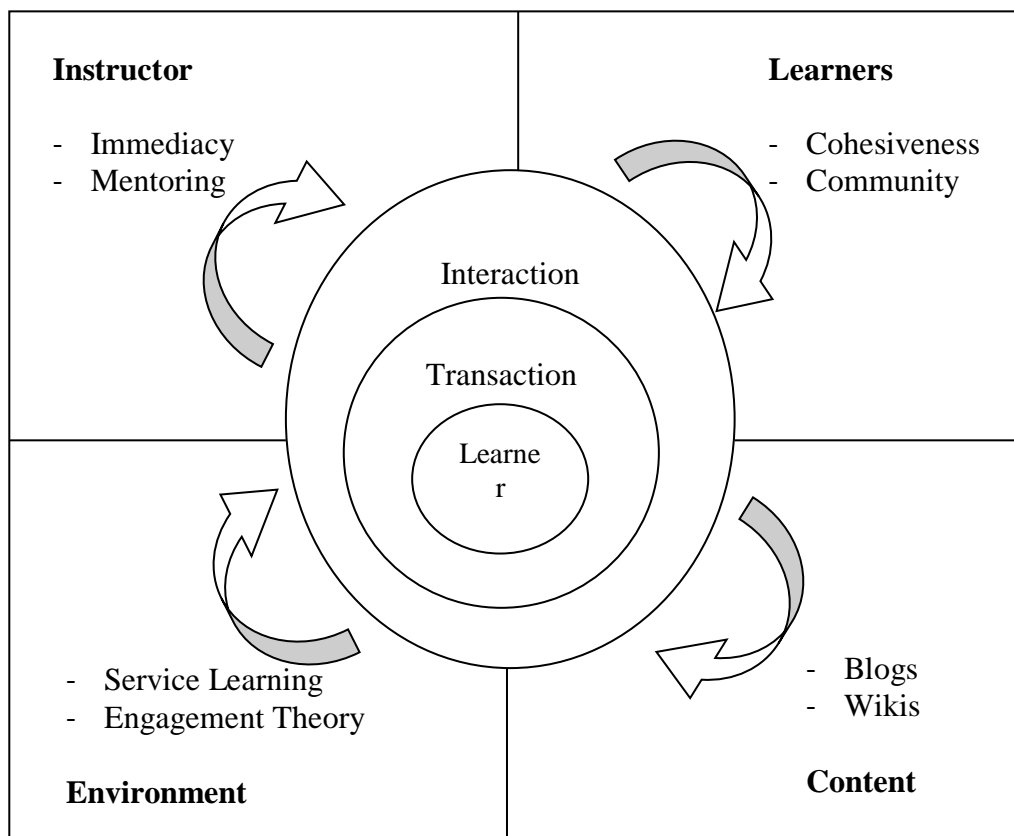 Instructor
- Immediacy
- Mentoring
Learners
- Cohesiveness
- Community
Interaction
Transaction
Learne
r
- Service Learning
- Engagement Theory
Environment
- Blogs
- Wikis
Content